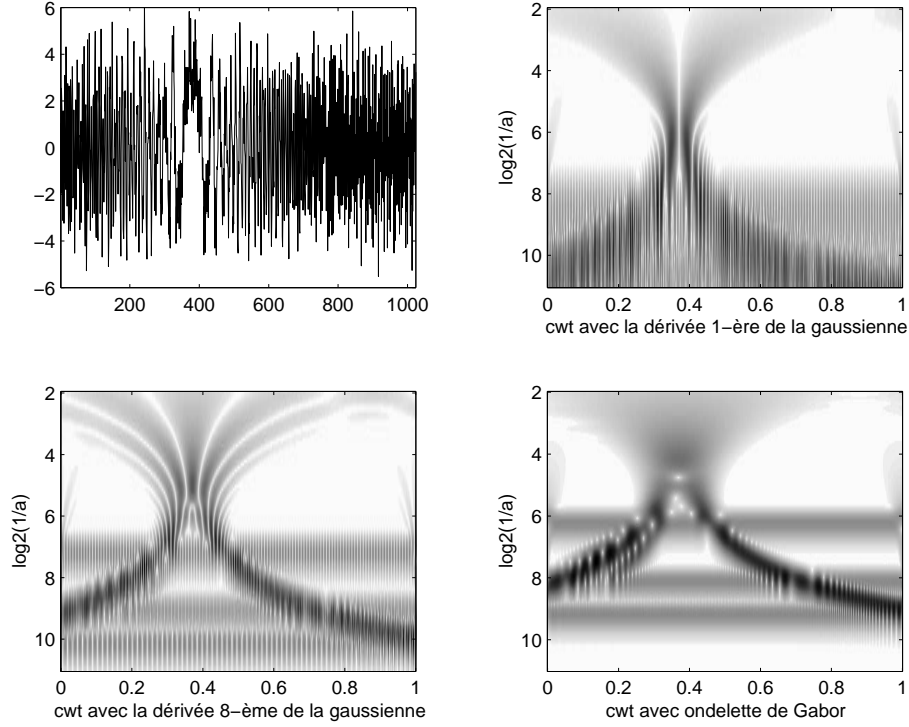 6
4
2
0
−2
−4
−6
200 400 600 800 1000
2
4
6
8
10
log2(1/a)
0 0.2 0.4 0.6 0.8 1
cwt avec la dérivée 1−ère de la gaussienne
2
4
6
8
10
log2(1/a)
0 0.2 0.4 0.6 0.8 1
cwt avec la dérivée 8−ème de la gaussienne
2
4
6
8
10
log2(1/a)
0 0.2 0.4 0.6 0.8 1
cwt avec ondelette de Gabor